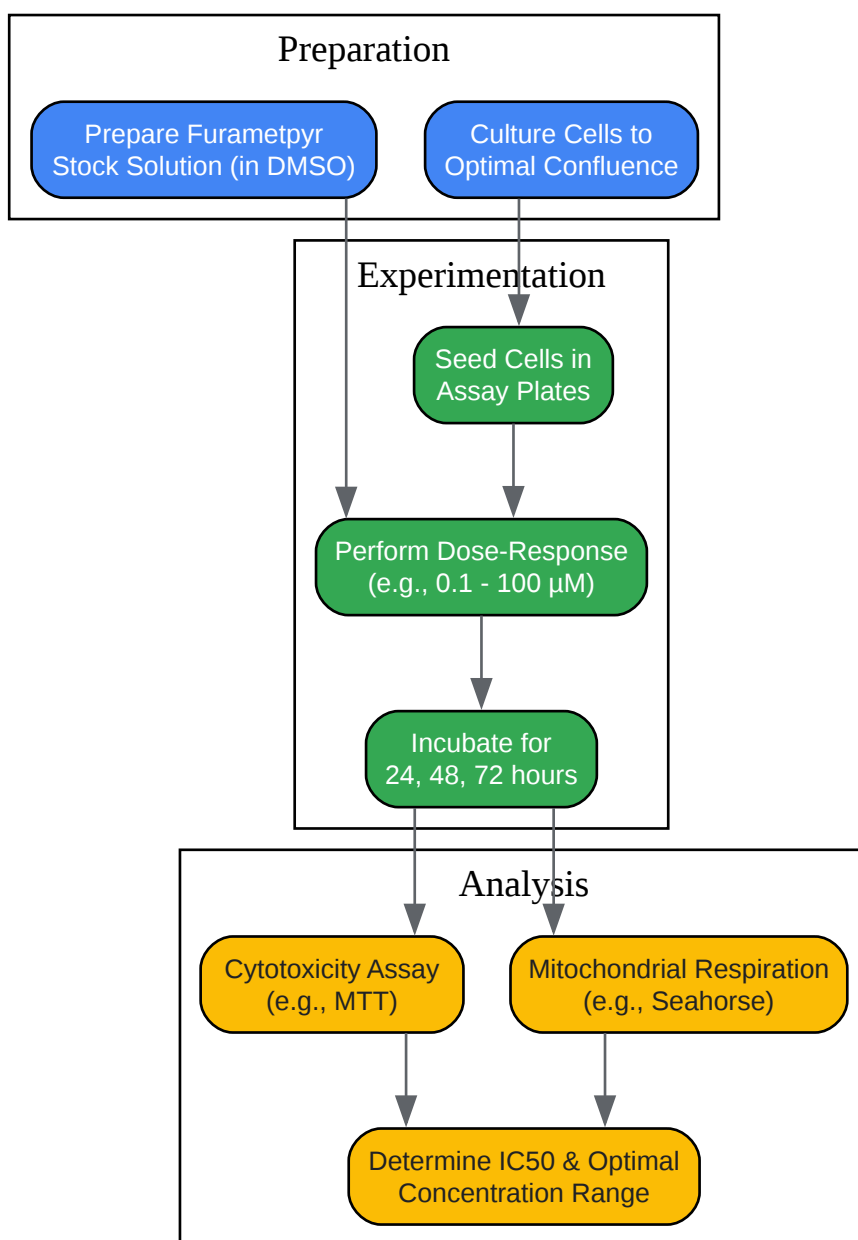 Preparation
Prepare Furametpyr
Stock Solution (in DMSO)
Culture Cells to
Optimal Confluence
Experimentation
Seed Cells in
Assay Plates
Perform Dose-Response
(e.g., 0.1 - 100 µM)
Incubate for
24, 48, 72 hours
Analysis
Cytotoxicity Assay
(e.g., MTT)
Mitochondrial Respiration
(e.g., Seahorse)
Determine IC50 & Optimal
Concentration Range